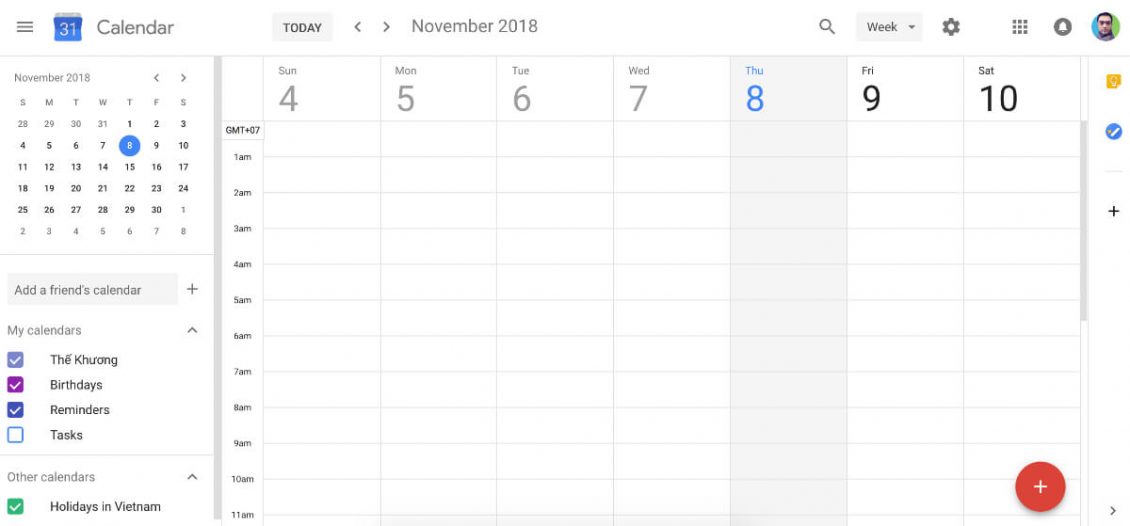 31 Calendar TODAY November 2018 Week
November 2018
S M T W T F S
28 29 30 31 1 2 3
4 5 6 7 8 9 10
11 12 13 14 15 16 17
18 19 20 21 22 23 24
25 26 27 28 29 30 1
2 3 4 5 6 7 8
Add a friend's calendar
My calendars
Thế Khương
Birthdays
Reminders
Tasks
Other calendars
Holidays in Vietnam
Sun Mon Tue Wed Thu Fri Sat
4 5 6 7 8 9 10
GMT+07
1am
2am
3am
4am
5am
6am
7am
8am
9am
10am
11am